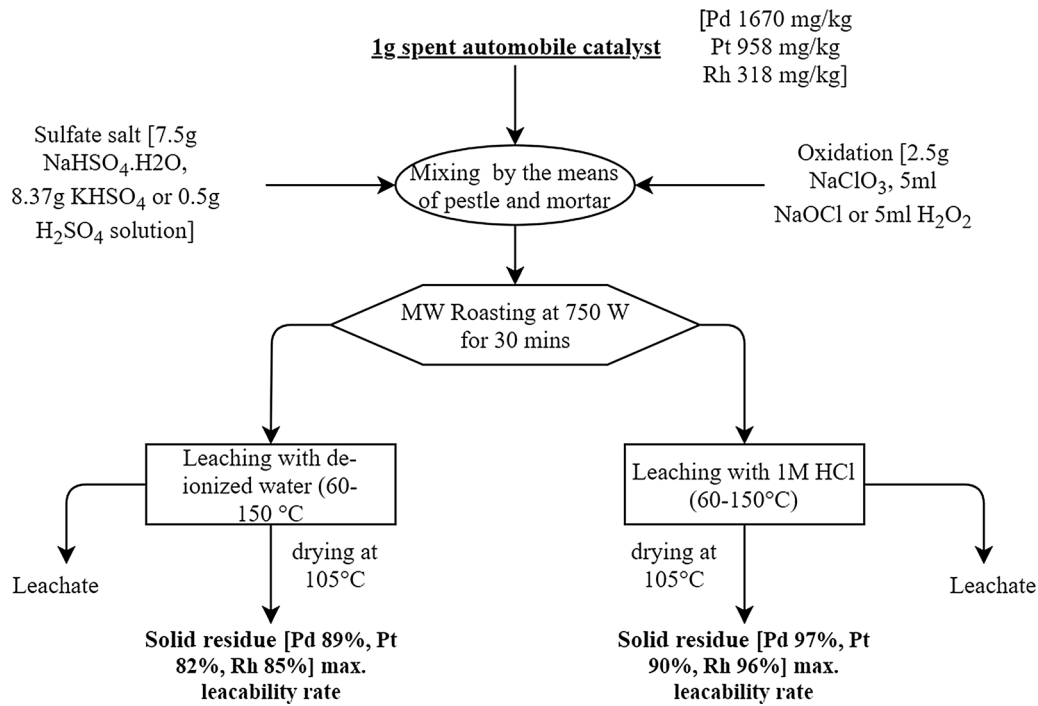 1g spent automobile catalyst
[Pd 1670 mg/kg
Pt 958 mg/kg
Rh 318 mg/kg]
Sulfate salt [7.5g
NaHSO₄.H2O,
8.37g KHSO₄ or 0.5g
H₂SO₄ solution]
Mixing by the means
of pestle and mortar
Oxidation [2.5g
NaClO₃, 5ml
NaOCl or 5ml H₂O₂
MW Roasting at 750 W
for 30 mins
Leaching with de-
ionized water (60-
150 °C
Leaching with 1M HCl
(60-150°C)
Leachate
drying at
105°C
drying at
105°C
Leachate
Solid residue [Pd 89%, Pt
82%, Rh 85%] max.
leacability rate
Solid residue [Pd 97%, Pt
90%, Rh 96%] max.
leacability rate